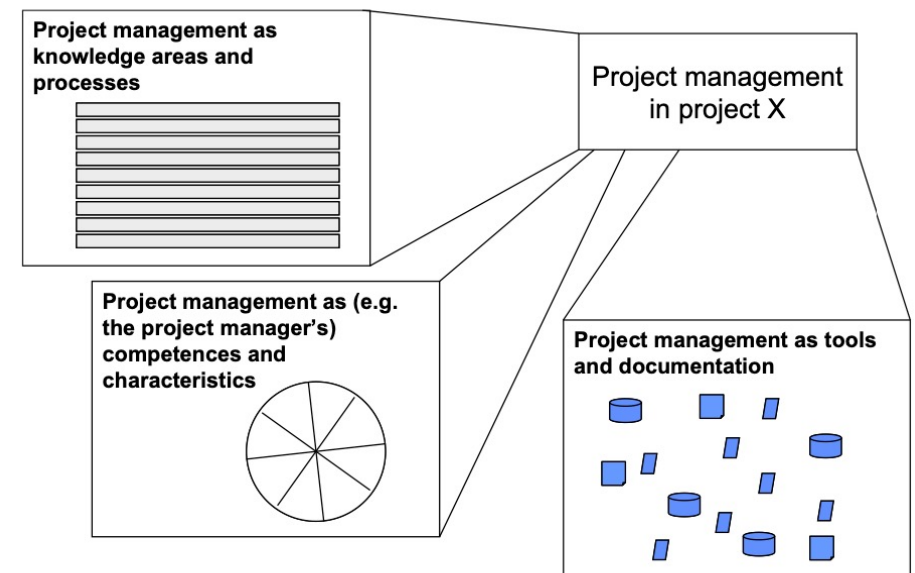 Project management as
knowledge areas and
processes
Project management
in project X
Project management as (e.g.
the project manager's)
competences and
characteristics
Project management as tools
and documentation